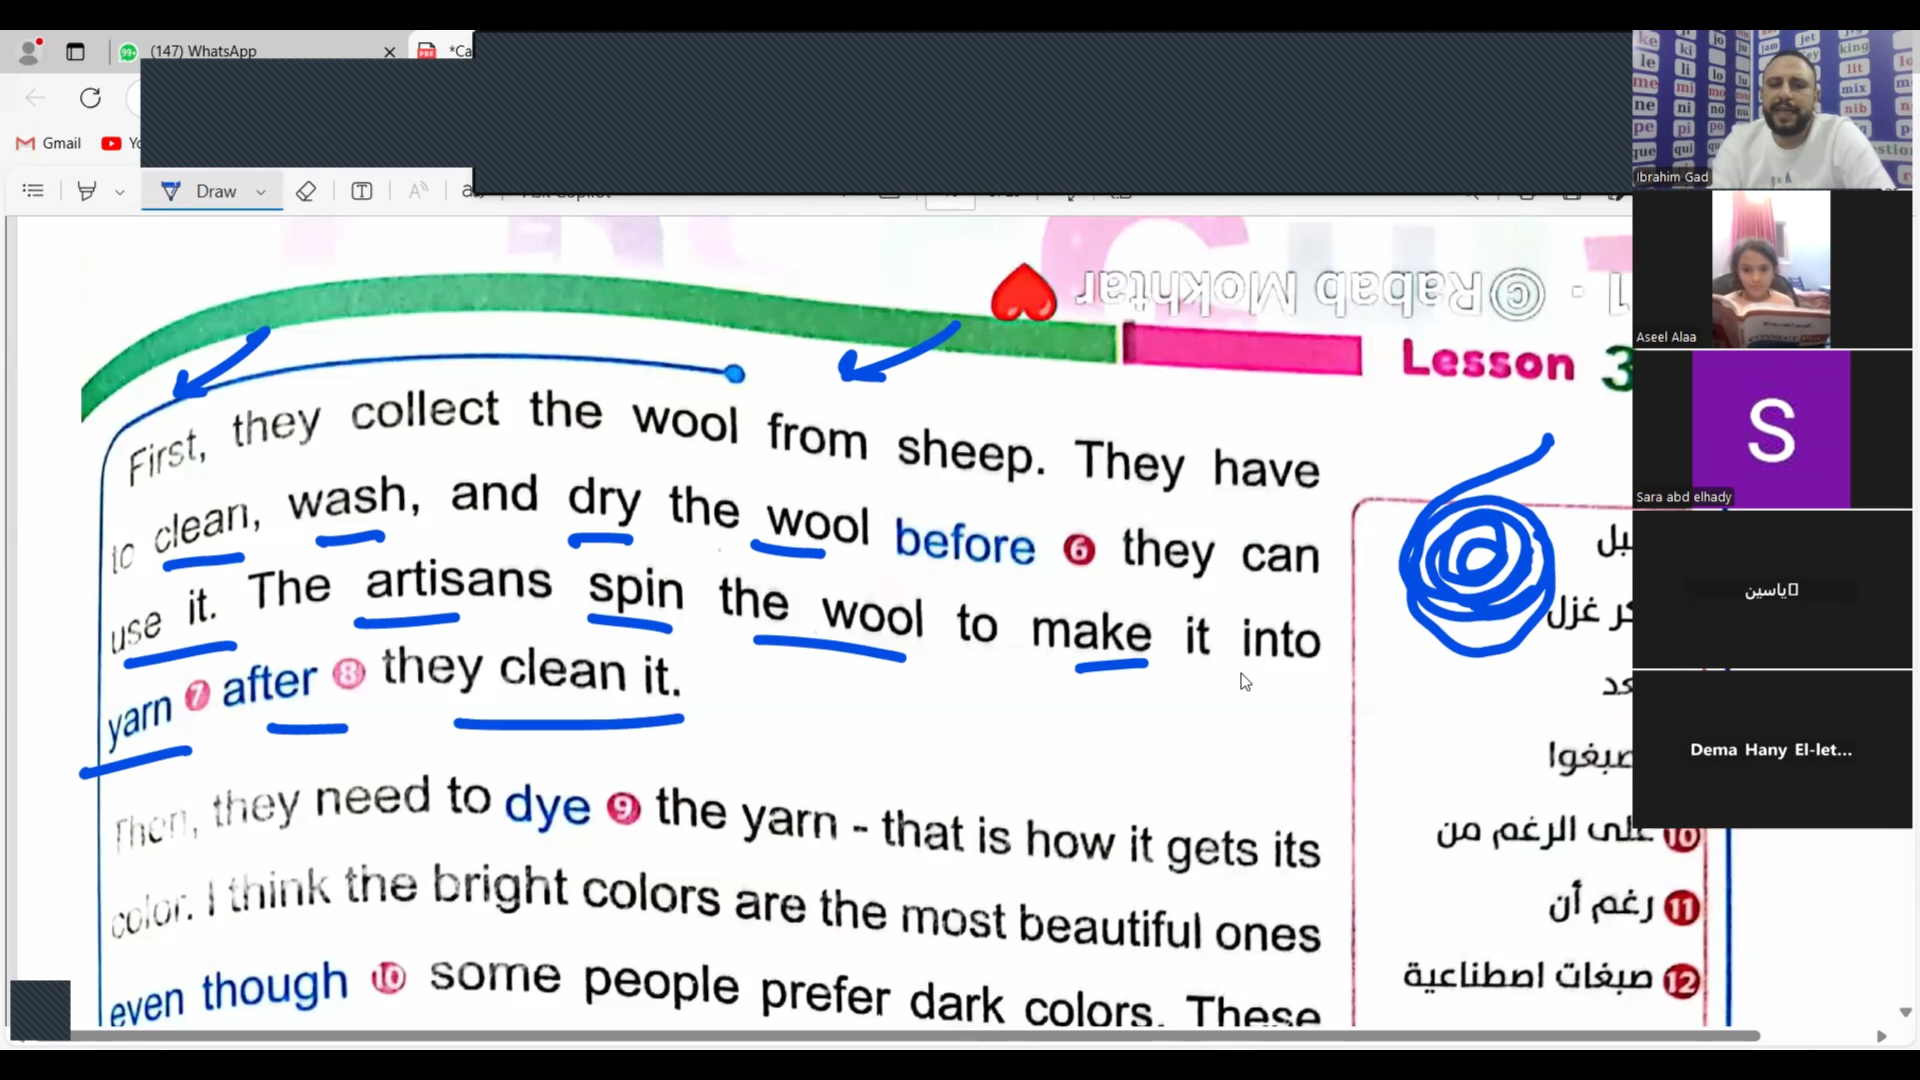 (147) WhatsApp
*Ca
Gmail
Draw
©Rabab Mokhtar
Lesson 3
First, they collect the wool from sheep. They have
to clean, wash, and dry the wool before 6 they can
use it. The artisans spin the wool to make it into
yarn 7 after 8 they clean it.
Then, they need to dye 9 the yarn - that is how it gets its
color. I think the bright colors are the most beautiful ones
even though 10 some people prefer dark colors. These
غزل
على الرغم من 10
رغم أن 11
صبغات اصطناعية 12
Ibrahim Gad
Aseel Alaa
S
Sara abd elhady
ياسين
Dema Hany El-let...